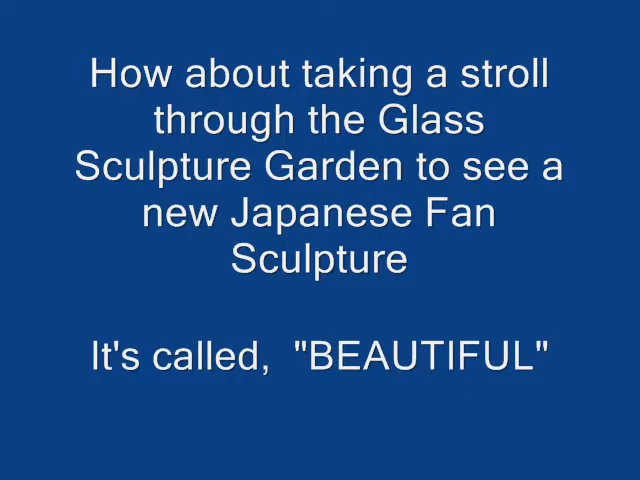 How about taking a stroll
through the Glass
Sculpture Garden to see a
new Japanese Fan
Sculpture
It's called,  "BEAUTIFUL"